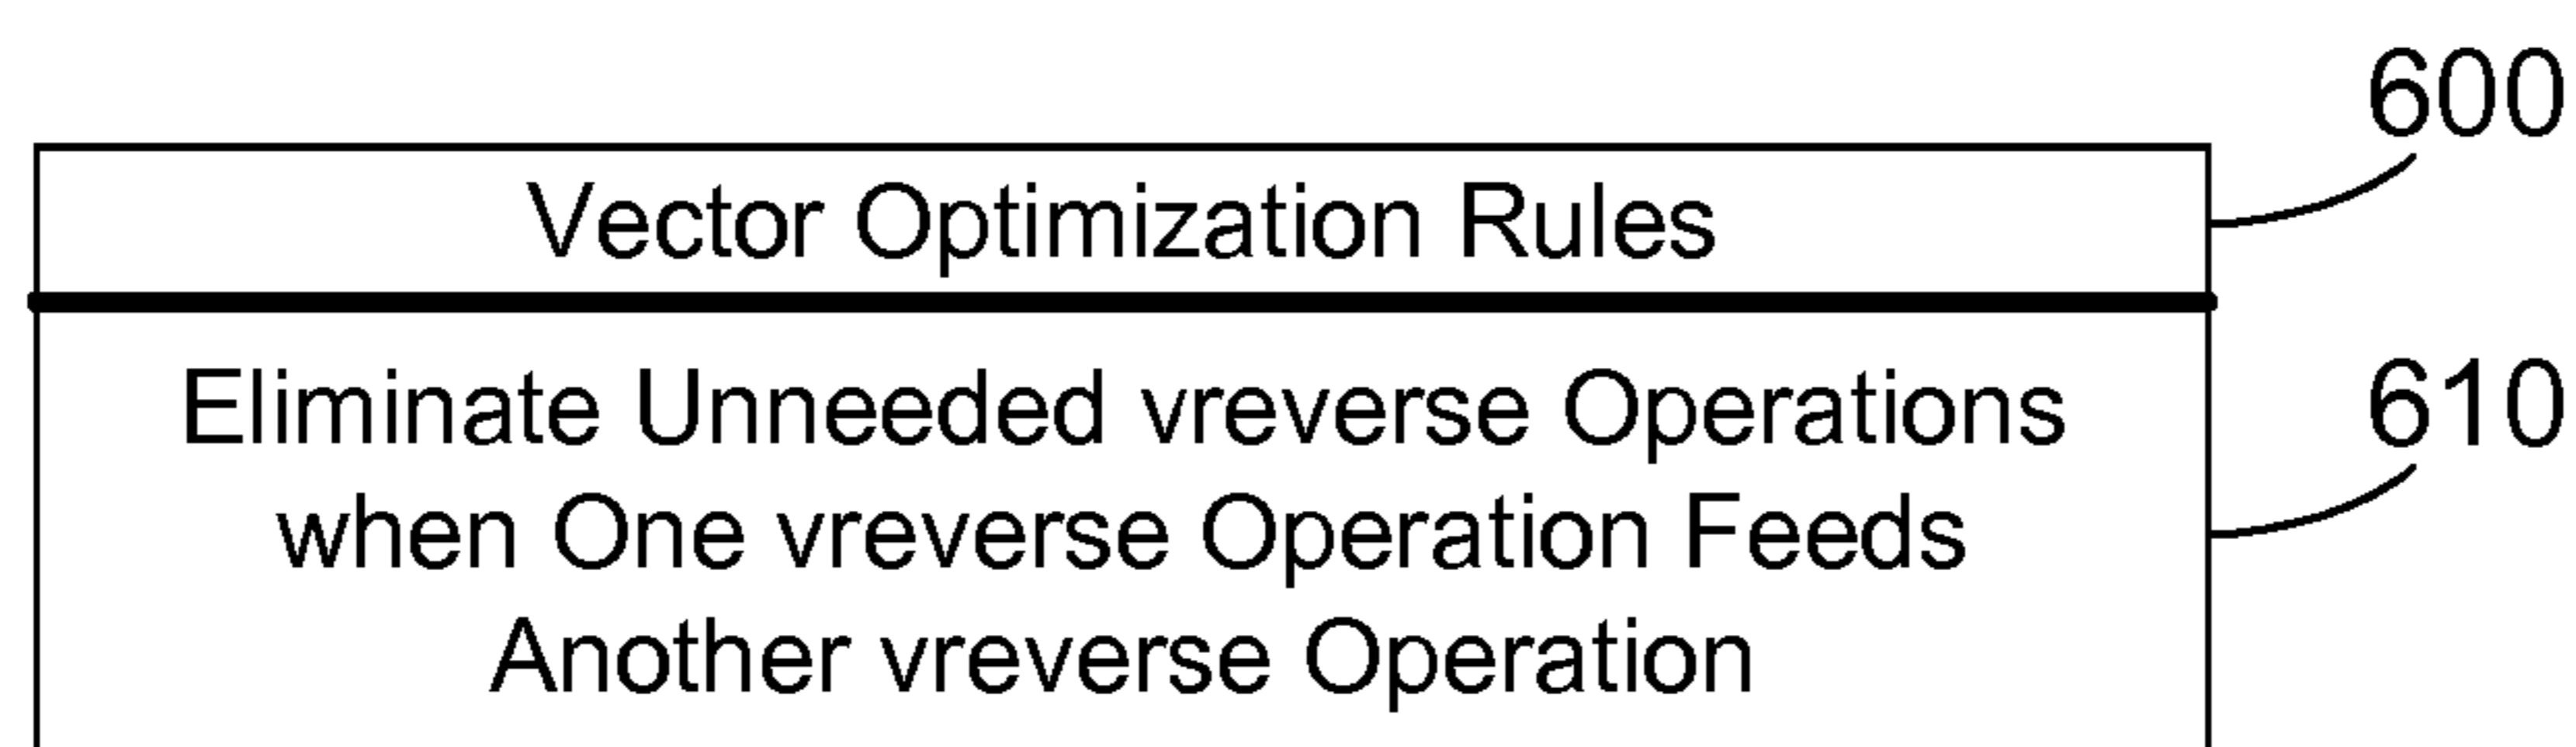 600
Vector Optimization Rules
Eliminate Unneeded vreverse Operations
610
when One vreverse Operation Feeds
Another vreverse Operation